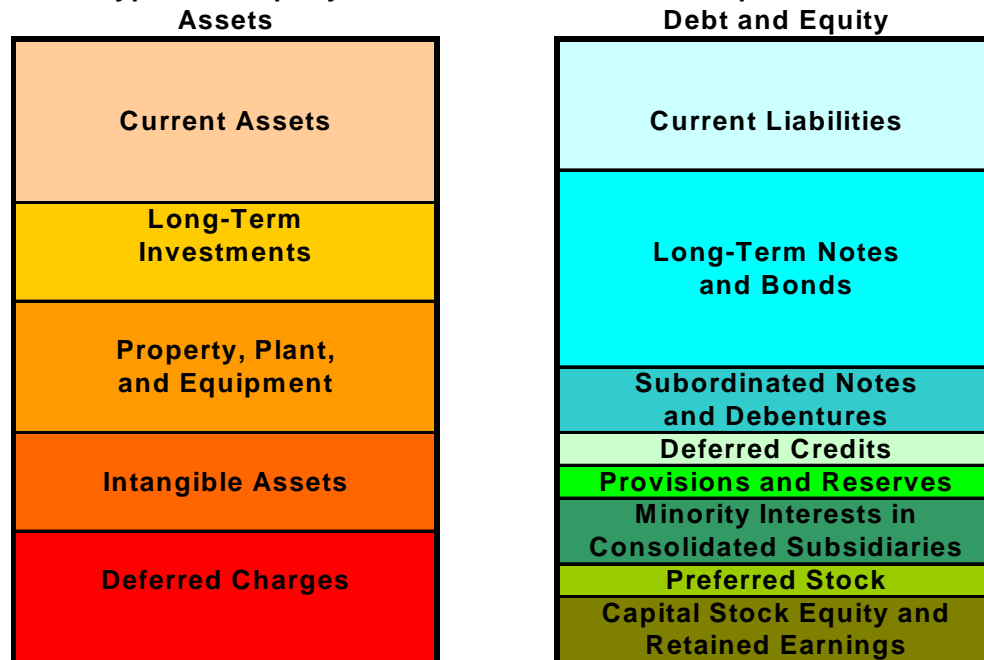 Assets
Current Assets
Long-Term
Investments
Property, Plant,
and Equipment
Intangible Assets
Deferred Charges
Debt and Equity
Current Liabilities
Long-Term Notes
and Bonds
Subordinated Notes
and Debentures
Deferred Credits
Provisions and Reserves
Minority Interests in
Consolidated Subsidiaries
Preferred Stock
Capital Stock Equity and
Retained Earnings